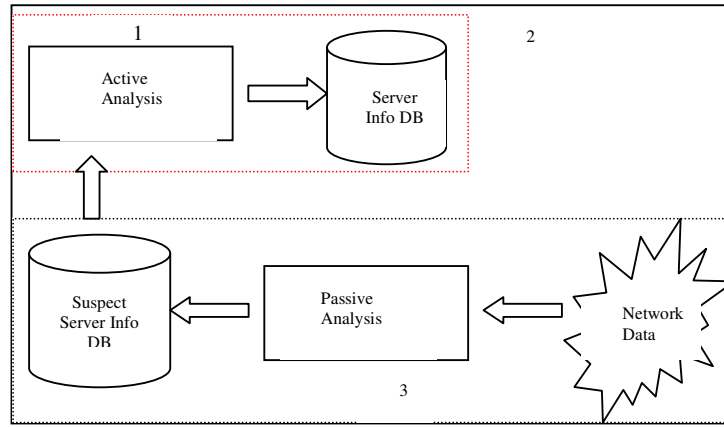 1
2
Active
Analysis
Server
Info DB
Suspect
Server Info
DB
Passive
Analysis
Network
Data
3